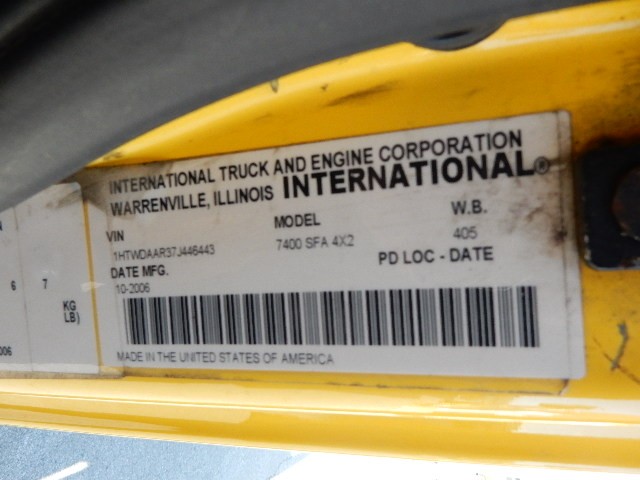 INTERNATIONAL TRUCK AND ENGINE CORPORATION
WARRENVILLE, ILLINOIS INTERNATIONAL®
VIN MODEL W.B.
1HTWDAAR37J446443 7400 SFA 4X2 405
DATE MFG. PD LOC - DATE
10-2006
MADE IN THE UNITED STATES OF AMERICA
N
6 7
KG
LB)
006